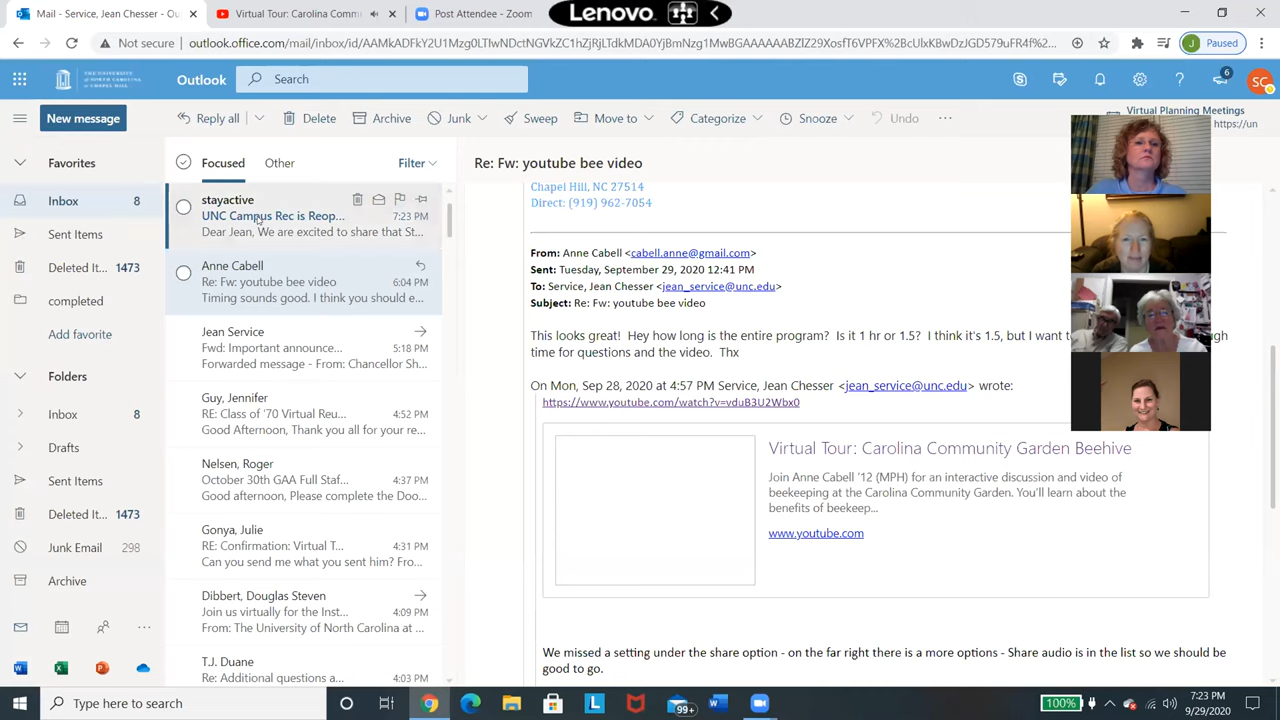 Mail - Service, Jean Chesser - Out
Virtual Tour: Carolina Comm
Post Attendee - Zoom
Lenovo
Not secure
outlook.office.com/mail/inbox/id/
Paused
J
THE UNIVERSITY
of NORTH CAROLINA
at CHAPEL HILL
Outlook
Search
6
SC
New message
Reply all
Delete
Archive
Junk
Sweep
Move to
Categorize
Snooze
Undo
Virtual Planning Meetings
https://un
Favorites
Inbox 8
Sent Items
Deleted It... 1473
completed
Add favorite
Folders
Inbox 8
Drafts
Sent Items
Deleted It... 1473
Junk Email 298
Archive
Focused Other Filter
stayactive
UNC Campus Rec is Reop... 7:23 PM
Dear Jean, We are excited to share that St...
Anne Cabell
Re: Fw: youtube bee video 6:04 PM
Timing sounds good. I think you should e...
Jean Service
Fwd: Important announce... 5:18 PM
Forwarded message - From: Chancellor Sh...
Guy, Jennifer
RE: Class of '70 Virtual Reu... 4:52 PM
Good Afternoon, Thank you all for your re...
Nelsen, Roger
October 30th GAA Full Staf... 4:37 PM
Good afternoon, Please complete the Doo...
Gonya, Julie
RE: Confirmation: Virtual T... 4:31 PM
Can you send me what you sent him? Fro...
Dibbert, Douglas Steven
Join us virtually for the Inst... 4:09 PM
From: The University of North Carolina at ...
T.J. Duane
Re: Additional questions a... 4:03 PM
Re: Fw: youtube bee video
Chapel Hill, NC 27514
Direct: (919) 962-7054
From: Anne Cabell <cabell.anne@gmail.com>
Sent: Tuesday, September 29, 2020 12:41 PM
To: Service, Jean Chesser <jean_service@unc.edu>
Subject: Re: Fw: youtube bee video
This looks great! Hey how long is the entire program? Is it 1 hr or 1.5? I think it's 1.5, but I want
time for questions and the video. Thx
On Mon, Sep 28, 2020 at 4:57 PM Service, Jean Chesser <jean_service@unc.edu> wrote:
https://www.youtube.com/watch?v=vduB3U2Wbx0
Virtual Tour: Carolina Community Garden Beehive
Join Anne Cabell '12 (MPH) for an interactive discussion and video of
beekeeping at the Carolina Community Garden. You'll learn about the
benefits of beekeep...
www.youtube.com
We missed a setting under the share option - on the far right there is a more options - Share audio is in the list so we should be
good to go.
Type here to search
99+
100%
7:23 PM
9/29/2020